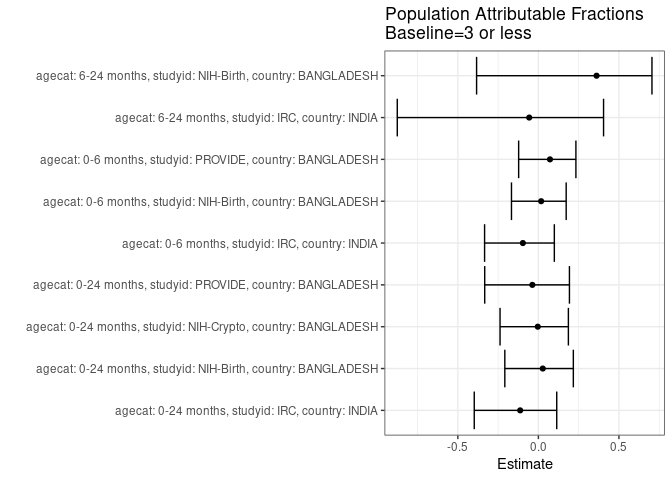 Population Attributable Fractions
Baseline=3 or less
agecat: 6-24 months, studyid: NIH-Birth, country: BANGLADESH
agecat: 6-24 months, studyid: IRC, country: INDIA
agecat: 0-6 months, studyid: PROVIDE, country: BANGLADESH
agecat: 0-6 months, studyid: NIH-Birth, country: BANGLADESH
agecat: 0-6 months, studyid: IRC, country: INDIA
agecat: 0-24 months, studyid: PROVIDE, country: BANGLADESH
agecat: 0-24 months, studyid: NIH-Crypto, country: BANGLADESH
agecat: 0-24 months, studyid: NIH-Birth, country: BANGLADESH
agecat: 0-24 months, studyid: IRC, country: INDIA
-0.5 0.0 0.5
Estimate